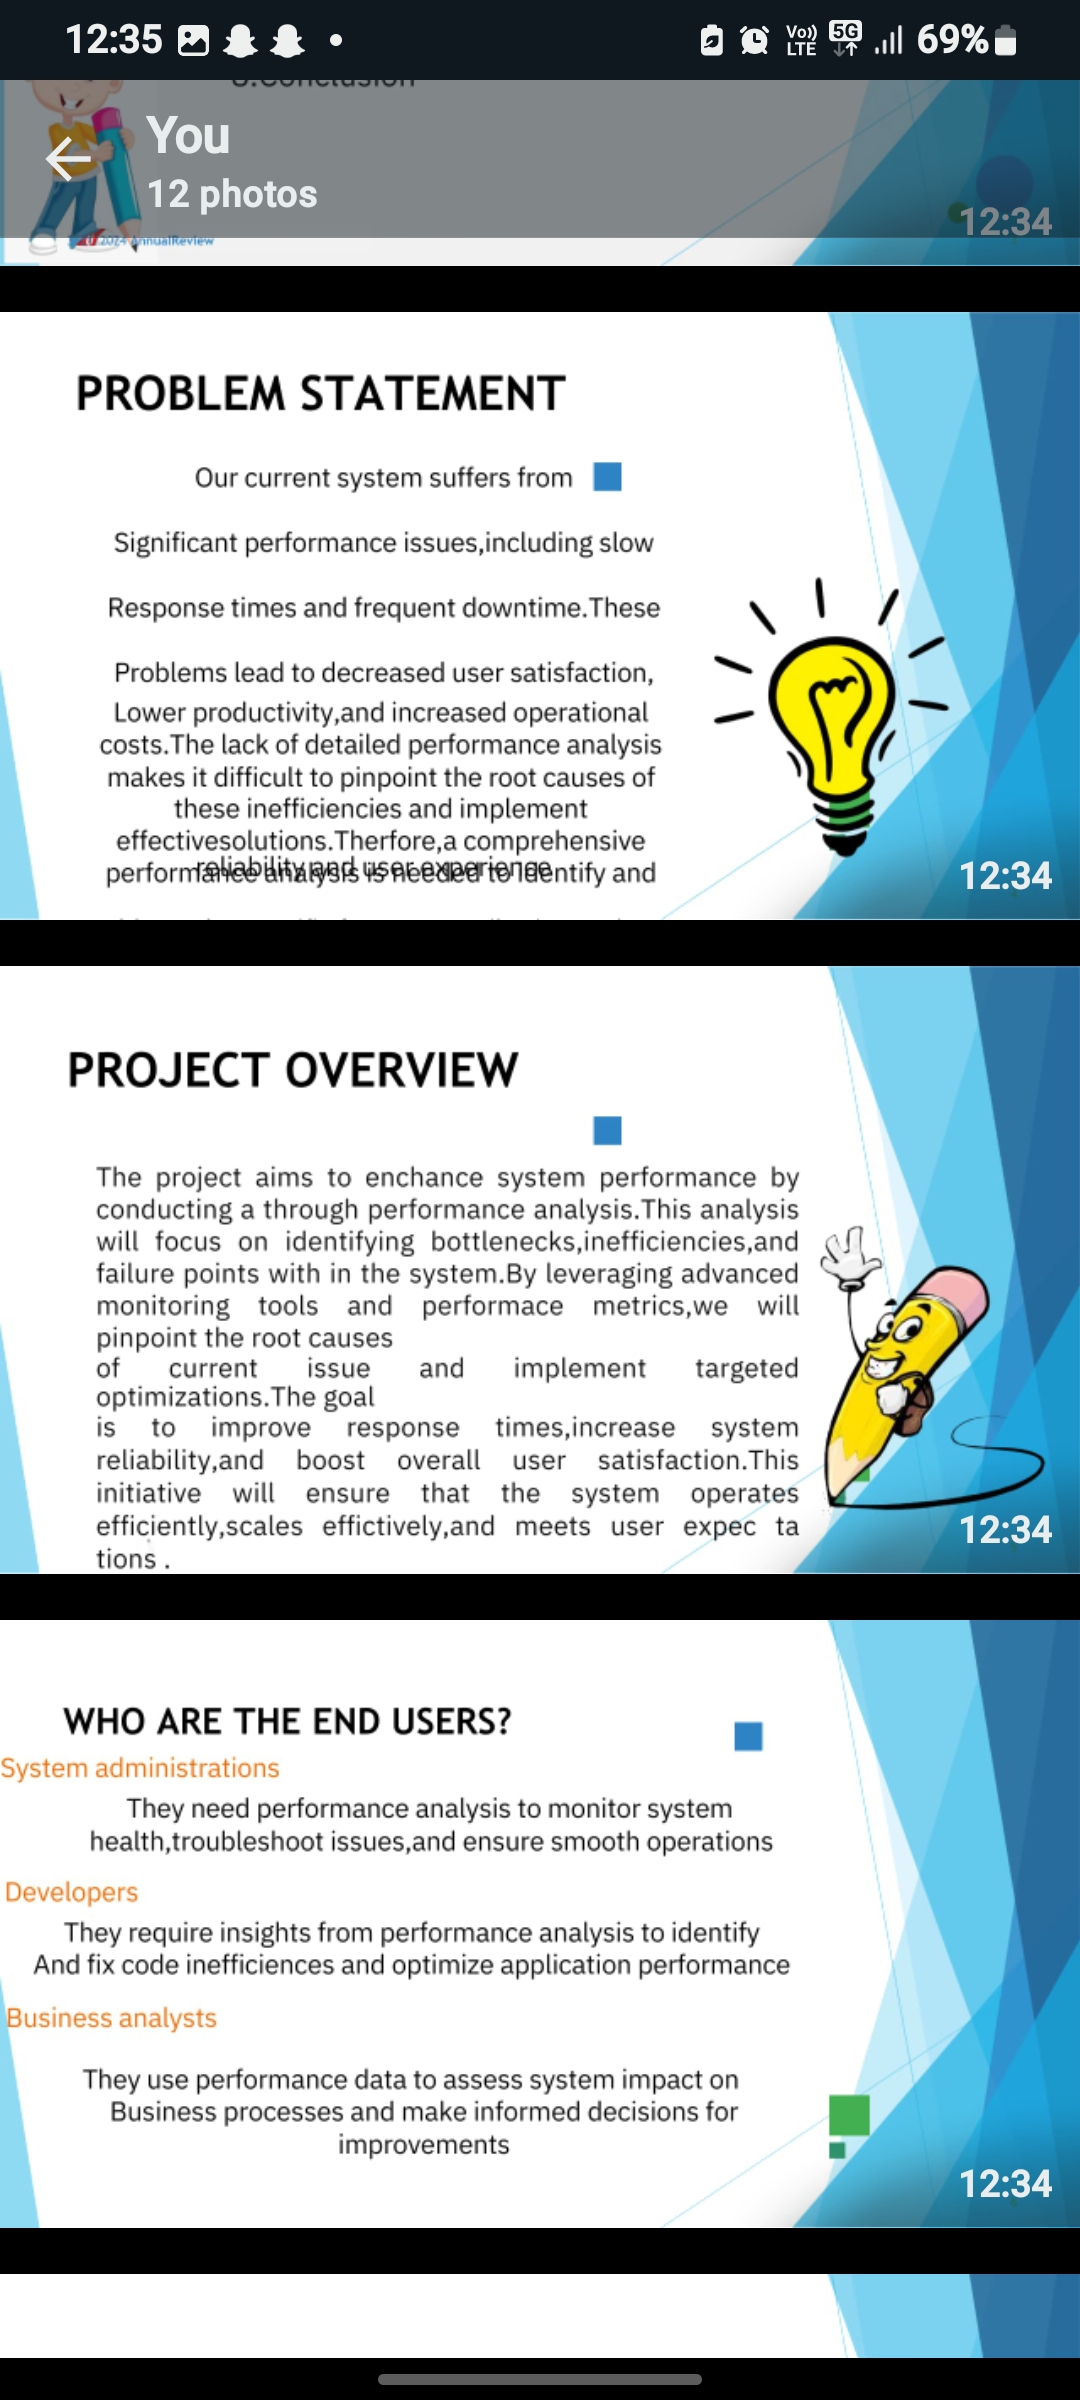 12:35
Vo))
LTE
5G
69%
3.Conclusion
You
12 photos
2024 AnnualReview
12:34
PROBLEM STATEMENT
Our current system suffers from
Significant performance issues,including slow
Response times and frequent downtime.These
Problems lead to decreased user satisfaction,
Lower productivity,and increased operational
costs.The lack of detailed performance analysis
makes it difficult to pinpoint the root causes of
these inefficiencies and implement
effectivesolutions.Therfore,a comprehensive
reliability,and user experience
performance analysis is needed to identify and
12:34
PROJECT OVERVIEW
The project aims to enchance system performance by
conducting a through performance analysis.This analysis
will focus on identifying bottlenecks,inefficiencies,and
failure points with in the system.By leveraging advanced
monitoring tools and performace metrics,we will
pinpoint the root causes
of current issue and implement targeted
optimizations.The goal
is to improve response times,increase system
reliability,and boost overall user satisfaction.This
initiative will ensure that the system operates
efficiently,scales effictively,and meets user expec ta
tions .
12:34
WHO ARE THE END USERS?
System administrations
They need performance analysis to monitor system
health,troubleshoot issues,and ensure smooth operations
Developers
They require insights from performance analysis to identify
And fix code inefficiences and optimize application performance
Business analysts
They use performance data to assess system impact on
Business processes and make informed decisions for
improvements
12:34